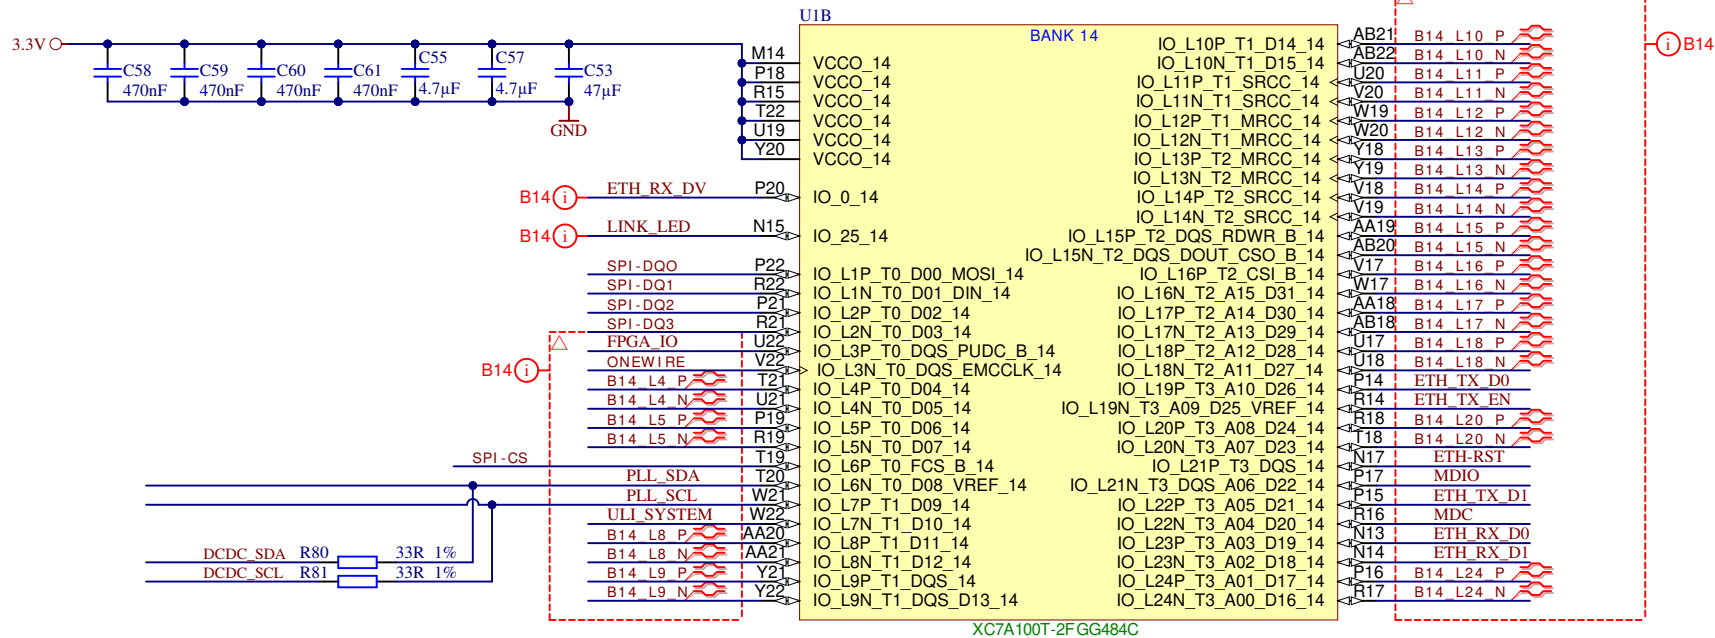 U1B
BANK 14
3.3V
C58
470nF
C59
470nF
C60
470nF
C61
470nF
C55
4.7µF
C57
4.7µF
C53
47µF
GND
M14 VCCO_14
P18 VCCO_14
R15 VCCO_14
T22 VCCO_14
U19 VCCO_14
Y20 VCCO_14
B14 i ETH_RX_DV P20 IO_0_14
B14 i LINK_LED N15 IO_25_14
SPI-DQ0 P22 IO_L1P_T0_D00_MOSI_14
SPI-DQ1 R22 IO_L1N_T0_D01_DIN_14
SPI-DQ2 P21 IO_L2P_T0_D02_14
SPI-DQ3 R21 IO_L2N_T0_D03_14
FPGA_IO U22 IO_L3P_T0_DQS_PUDC_B_14
B14 i
ONEWIRE V22 IO_L3N_T0_DQS_EMCCLK_14
B14_L4_P T21 IO_L4P_T0_D04_14
B14_L4_N U21 IO_L4N_T0_D05_14
B14_L5_P P19 IO_L5P_T0_D06_14
B14_L5_N R19 IO_L5N_T0_D07_14
SPI-CS T19 IO_L6P_T0_FCS_B_14
PLL_SDA T20 IO_L6N_T0_D08_VREF_14
PLL_SCL W21 IO_L7P_T1_D09_14
ULI_SYSTEM W22 IO_L7N_T1_D10_14
B14_L8_P AA20 IO_L8P_T1_D11_14
B14_L8_N AA21 IO_L8N_T1_D12_14
B14_L9_P Y21 IO_L9P_T1_DQS_14
B14_L9_N Y22 IO_L9N_T1_DQS_D13_14
DCDC_SDA R80 33R 1%
DCDC_SCL R81 33R 1%
IO_L10P_T1_D14_14 AB21 B14_L10_P
IO_L10N_T1_D15_14 AB22 B14_L10_N
IO_L11P_T1_SRCC_14 U20 B14_L11_P
IO_L11N_T1_SRCC_14 V20 B14_L11_N
IO_L12P_T1_MRCC_14 W19 B14_L12_P
IO_L12N_T1_MRCC_14 W20 B14_L12_N
IO_L13P_T2_MRCC_14 Y18 B14_L13_P
IO_L13N_T2_MRCC_14 Y19 B14_L13_N
IO_L14P_T2_SRCC_14 V18 B14_L14_P
IO_L14N_T2_SRCC_14 V19 B14_L14_N
IO_L15P_T2_DQS_RDWR_B_14 AA19 B14_L15_P
IO_L15N_T2_DQS_DOUT_CSO_B_14 AB20 B14_L15_N
IO_L16P_T2_CSI_B_14 V17 B14_L16_P
IO_L16N_T2_A15_D31_14 W17 B14_L16_N
IO_L17P_T2_A14_D30_14 AA18 B14_L17_P
IO_L17N_T2_A13_D29_14 AB18 B14_L17_N
IO_L18P_T2_A12_D28_14 U17 B14_L18_P
IO_L18N_T2_A11_D27_14 U18 B14_L18_N
IO_L19P_T3_A10_D26_14 P14 ETH_TX_D0
IO_L19N_T3_A09_D25_VREF_14 R14 ETH_TX_EN
IO_L20P_T3_A08_D24_14 R18 B14_L20_P
IO_L20N_T3_A07_D23_14 T18 B14_L20_N
IO_L21P_T3_DQS_14 N17 ETH-RST
IO_L21N_T3_DQS_A06_D22_14 P17 MDIO
IO_L22P_T3_A05_D21_14 P15 ETH_TX_D1
IO_L22N_T3_A04_D20_14 R16 MDC
IO_L23P_T3_A03_D19_14 N13 ETH_RX_D0
IO_L23N_T3_A02_D18_14 N14 ETH_RX_D1
IO_L24P_T3_A01_D17_14 P16 B14_L24_P
IO_L24N_T3_A00_D16_14 R17 B14_L24_N
i B14
XC7A100T-2FGG484C